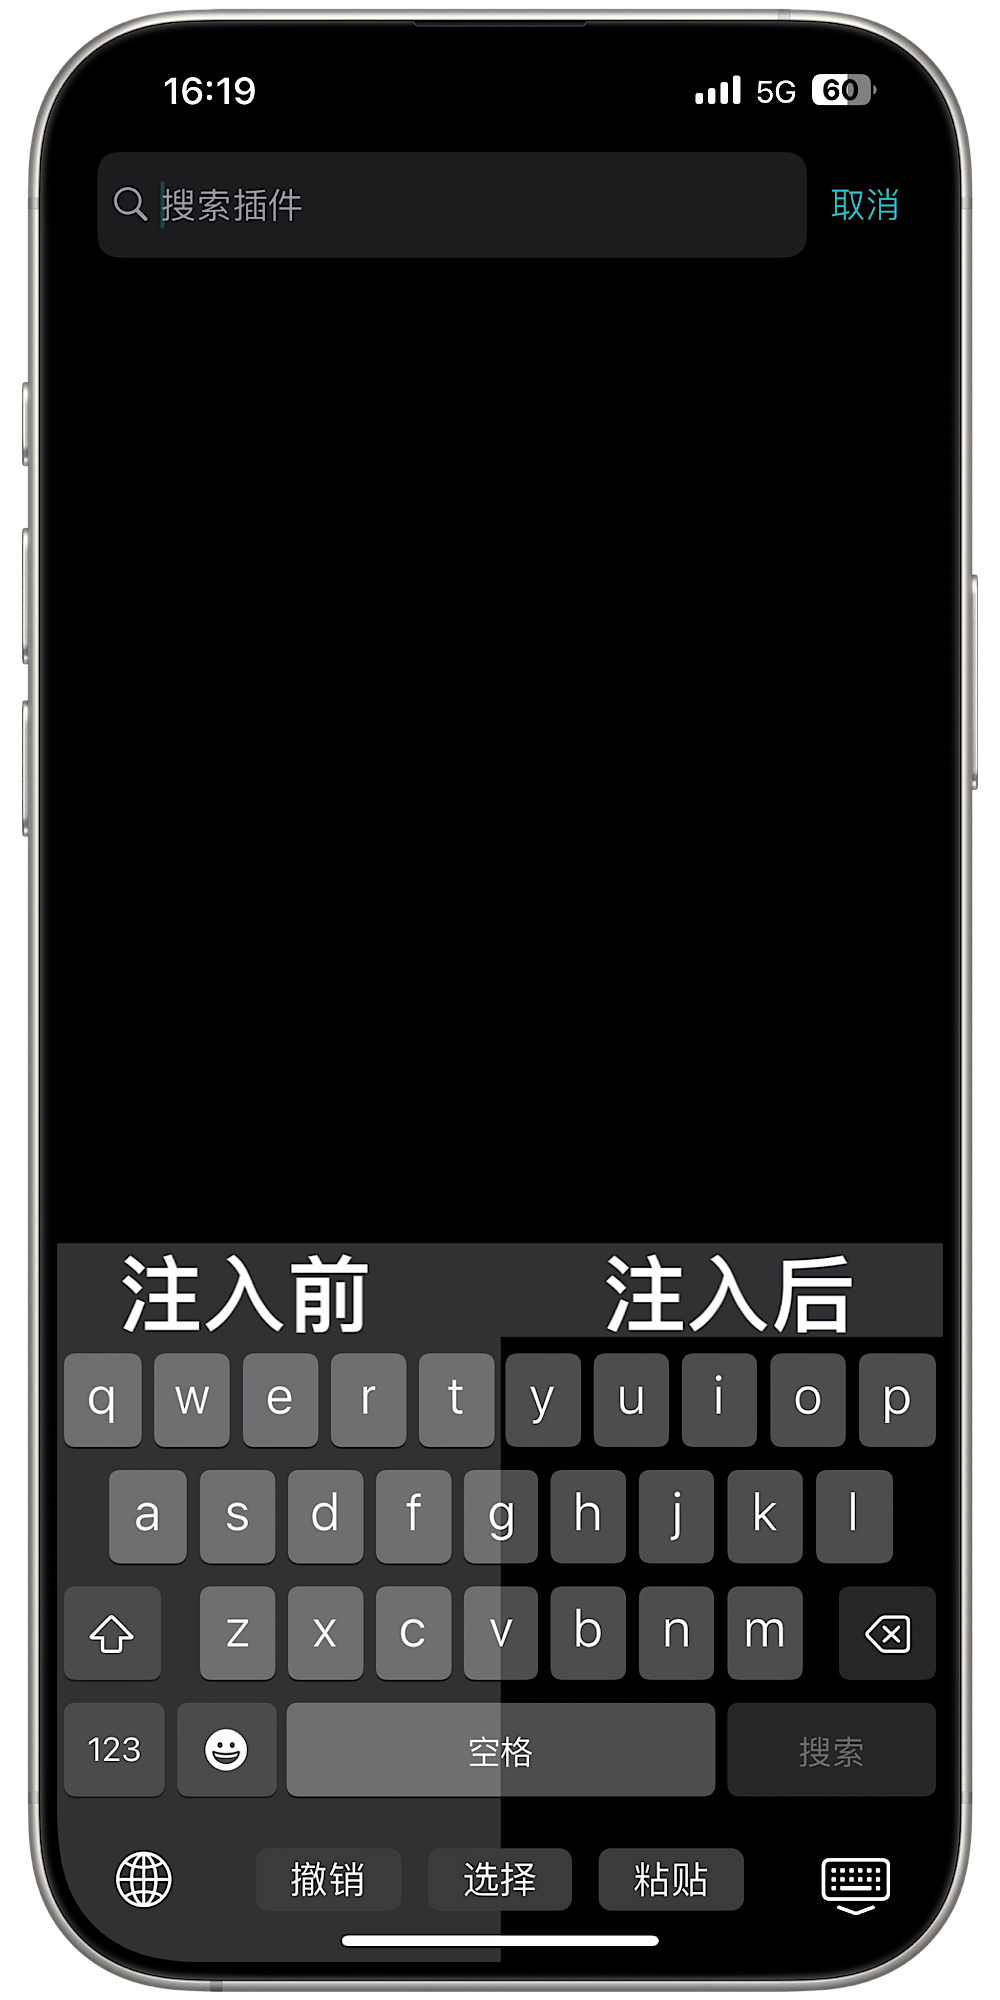 16:19 5G 60
搜索插件 取消
注入前 注入后
q w e r t y u i o p
a s d f g h j k l
z x c v b n m
123 空格 搜索
撤销 选择 粘贴